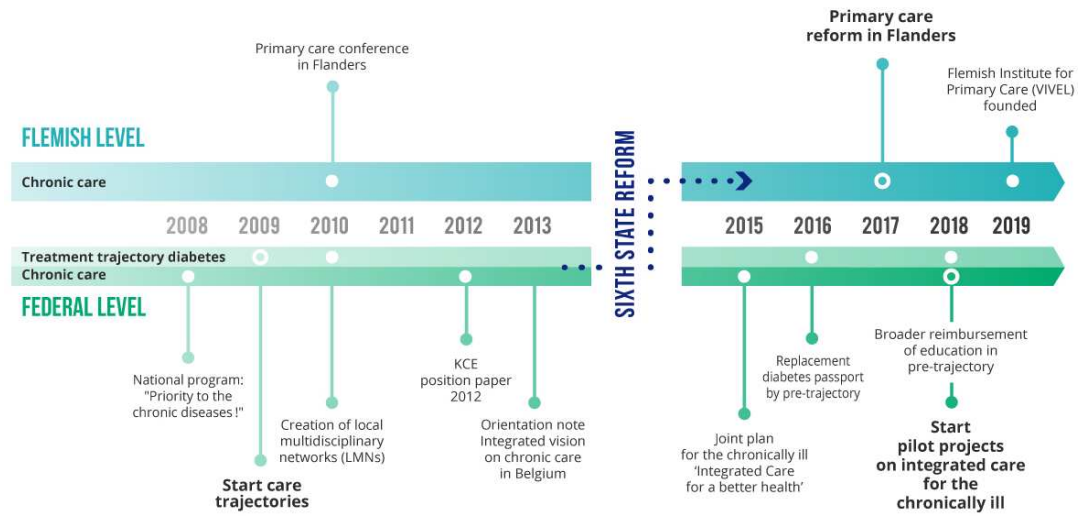 Primary care
reform in Flanders
Primary care conference
in Flanders
Flemish Institute for
Primary Care (VIVEL)
founded
FLEMISH LEVEL
Chronic care
SIXTH STATE REFORM
2008 2009 2010 2011 2012 2013 2015 2016 2017 2018 2019
Treatment trajectory diabetes
Chronic care
FEDERAL LEVEL
National program:
"Priority to the
chronic diseases!"
Start care
trajectories
Creation of local
multidisciplinary
networks (LMNs)
KCE
position paper
2012
Orientation note
Integrated vision
on chronic care
in Belgium
Joint plan
for the chronically ill
‘Integrated Care
for a better health’
Replacement
diabetes passport
by pre-trajectory
Broader reimbursement
of education in
pre-trajectory
Start
pilot projects
on integrated care
for the
chronically ill